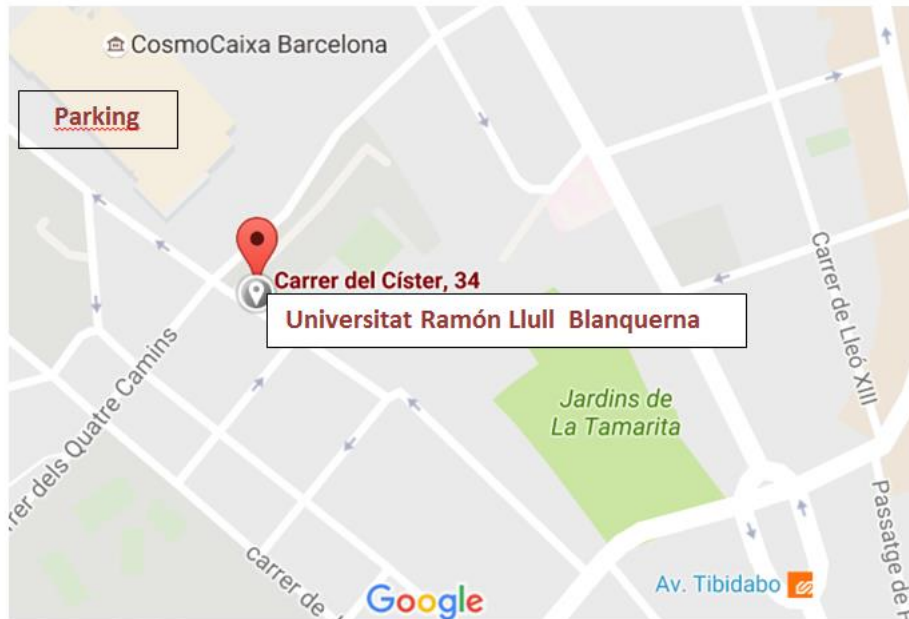 CosmoCaixa Barcelona
Parking
Carrer del Císter, 34
Universitat Ramón Llull Blanquerna
Carrer de Lleó XIII
Jardins de
La Tamarita
rrer dels Quatre Camins
Passatge de
carrer de
Av. Tibidabo
Google